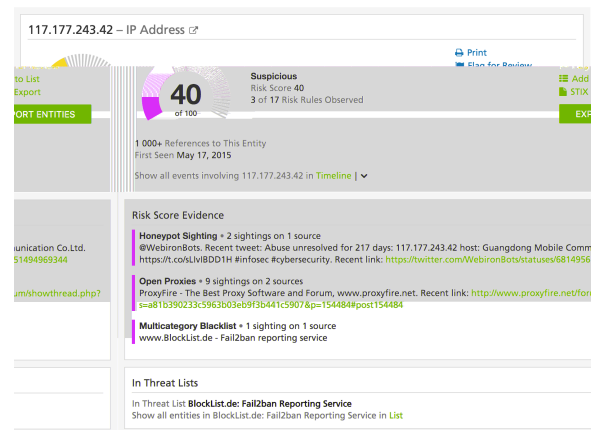 117.177.243.42 – IP Address
Print
Flag for Review
to List
Export
PORT ENTITIES
40
of 100
Suspicious
Risk Score 40
3 of 17 Risk Rules Observed
Add
STIX
EXP
1 000+ References to This Entity
First Seen May 17, 2015
Show all events involving 117.177.243.42 in Timeline |
unication Co.Ltd.
51494969344
um/showthread.php?
Risk Score Evidence
Honeypot Sighting • 2 sightings on 1 source
@WebironBots. Recent tweet: Abuse unresolved for 217 days: 117.177.243.42 host: Guangdong Mobile Comm
https://t.co/sLlvlBDD1H #infosec #cybersecurity. Recent link: https://twitter.com/WebironBots/statuses/6814956
Open Proxies • 9 sightings on 2 sources
ProxyFire - The Best Proxy Software and Forum, www.proxyfire.net. Recent link: http://www.proxyfire.net/for
s=a81b390233c5963b03eb9f3b441c5907&p=154484#post154484
Multicategory Blacklist • 1 sighting on 1 source
www.BlockList.de - Fail2ban reporting service
In Threat Lists
In Threat List BlockList.de: Fail2ban Reporting Service
Show all entities in BlockList.de: Fail2ban Reporting Service in List